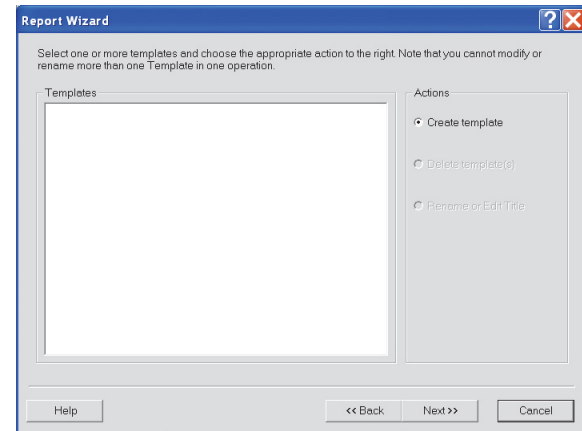 Report Wizard
Select one or more templates and choose the appropriate action to the right. Note that you cannot modify or
rename more than one Template in one operation.
Templates
Actions
Create template
Delete template(s)
Rename or Edit Title
Help
<< Back
Next >>
Cancel